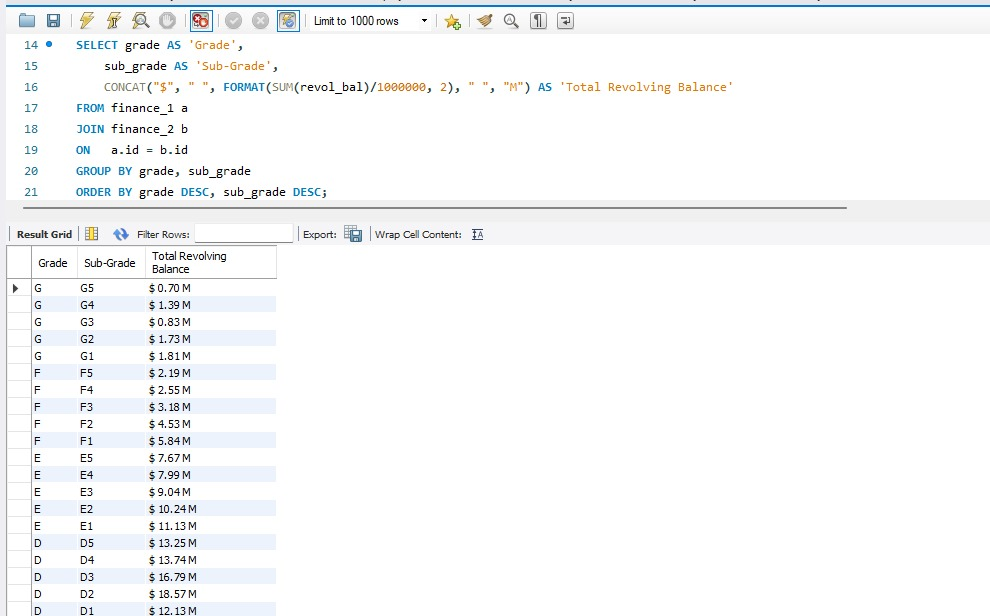 Limit to 1000 rows
14 SELECT grade AS 'Grade',
15 sub_grade AS 'Sub-Grade',
16 CONCAT("$", " ", FORMAT(SUM(revol_bal)/1000000, 2), " ", "M") AS 'Total Revolving Balance'
17 FROM finance_1 a
18 JOIN finance_2 b
19 ON a.id = b.id
20 GROUP BY grade, sub_grade
21 ORDER BY grade DESC, sub_grade DESC;
Result Grid Filter Rows: Export: Wrap Cell Content: IA
Grade Sub-Grade Total Revolving
Balance
G G5 $ 0.70 M
G G4 $ 1.39 M
G G3 $ 0.83 M
G G2 $ 1.73 M
G G1 $ 1.81 M
F F5 $ 2.19 M
F F4 $ 2.55 M
F F3 $ 3.18 M
F F2 $ 4.53 M
F F1 $ 5.84 M
E E5 $ 7.67 M
E E4 $ 7.99 M
E E3 $ 9.04 M
E E2 $ 10.24 M
E E1 $ 11.13 M
D D5 $ 13.25 M
D D4 $ 13.74 M
D D3 $ 16.79 M
D D2 $ 18.57 M
D D1 $ 12.13 M